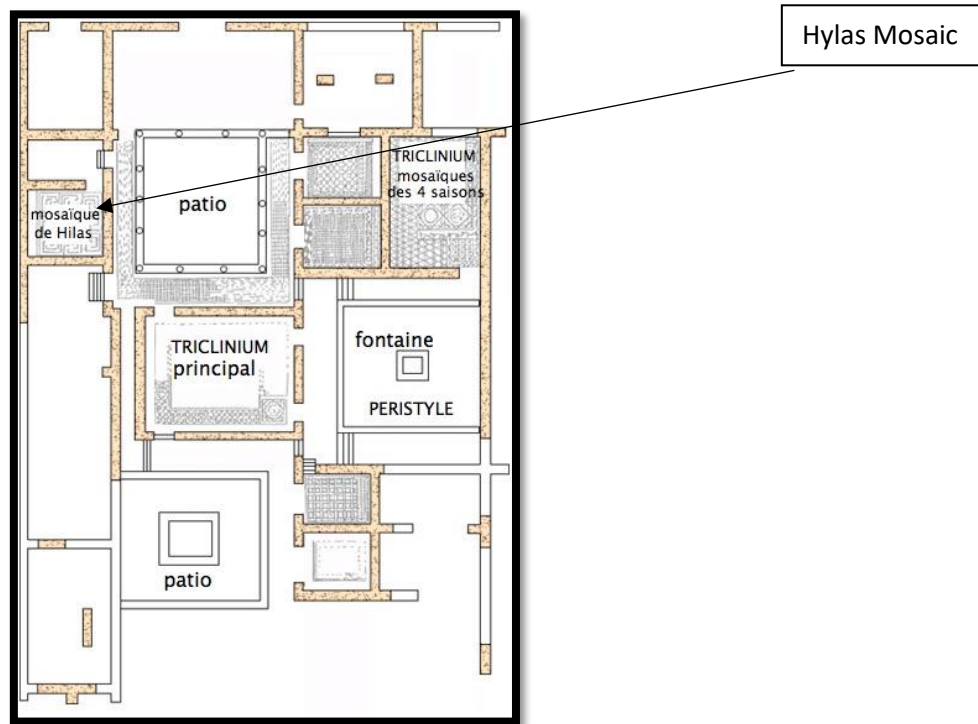 Hylas Mosaic
TRICLINIUM
mosaïques
des 4 saisons
patio
mosaïque
de Hilas
fontaine
TRICLINIUM
principal
PERISTYLE
patio